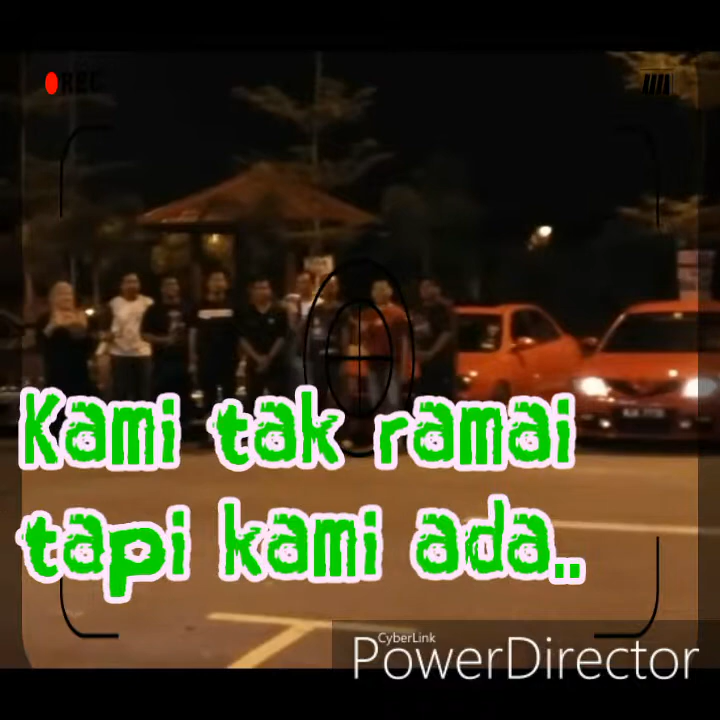 REC
Kami tak ramai
tapi kami ada..
CyberLink
PowerDirector